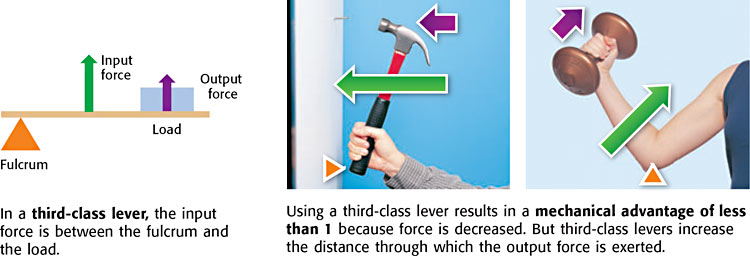 Input
force
Output
force
Load
Fulcrum
In a third-class lever, the input
force is between the fulcrum and
the load.
Using a third-class lever results in a mechanical advantage of less
than 1 because force is decreased. But third-class levers increase
the distance through which the output force is exerted.